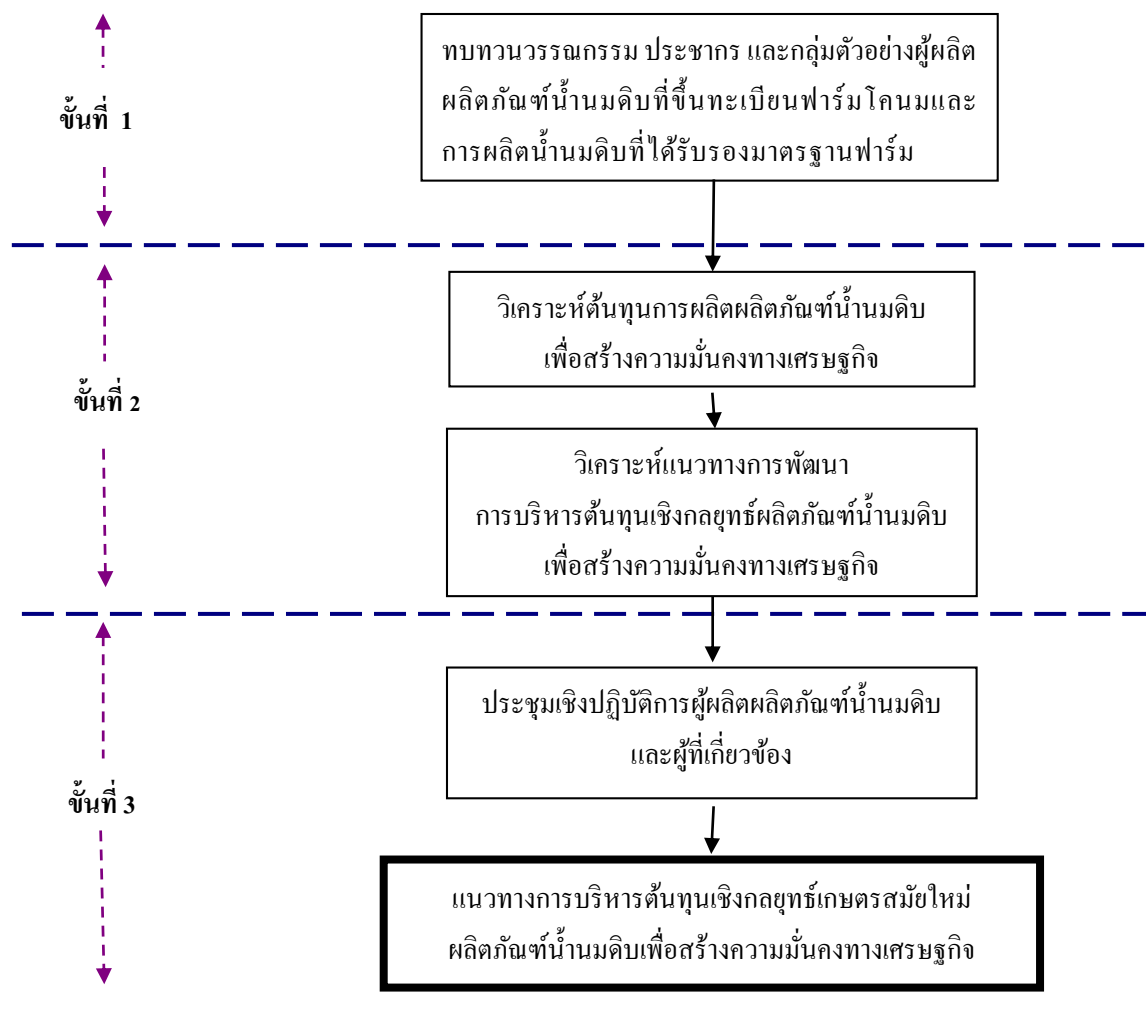 ขั้นที่ 1
ทบทวนวรรณกรรม ประชากร และกลุ่มตัวอย่างผู้ผลิต
ผลิตภัณฑ์น้ำนมดิบที่ขึ้นทะเบียนฟาร์มโคนมและ
การผลิตน้ำนมดิบที่ได้รับรองมาตรฐานฟาร์ม
ขั้นที่ 2
วิเคราะห์ต้นทุนการผลิตผลิตภัณฑ์น้ำนมดิบ
เพื่อสร้างความมั่นคงทางเศรษฐกิจ
วิเคราะห์แนวทางการพัฒนา
การบริหารต้นทุนเชิงกลยุทธ์ผลิตภัณฑ์น้ำนมดิบ
เพื่อสร้างความมั่นคงทางเศรษฐกิจ
ขั้นที่ 3
ประชุมเชิงปฏิบัติการผู้ผลิตผลิตภัณฑ์น้ำนมดิบ
และผู้ที่เกี่ยวข้อง
แนวทางการบริหารต้นทุนเชิงกลยุทธ์เกษตรสมัยใหม่
ผลิตภัณฑ์น้ำนมดิบเพื่อสร้างความมั่นคงทางเศรษฐกิจ